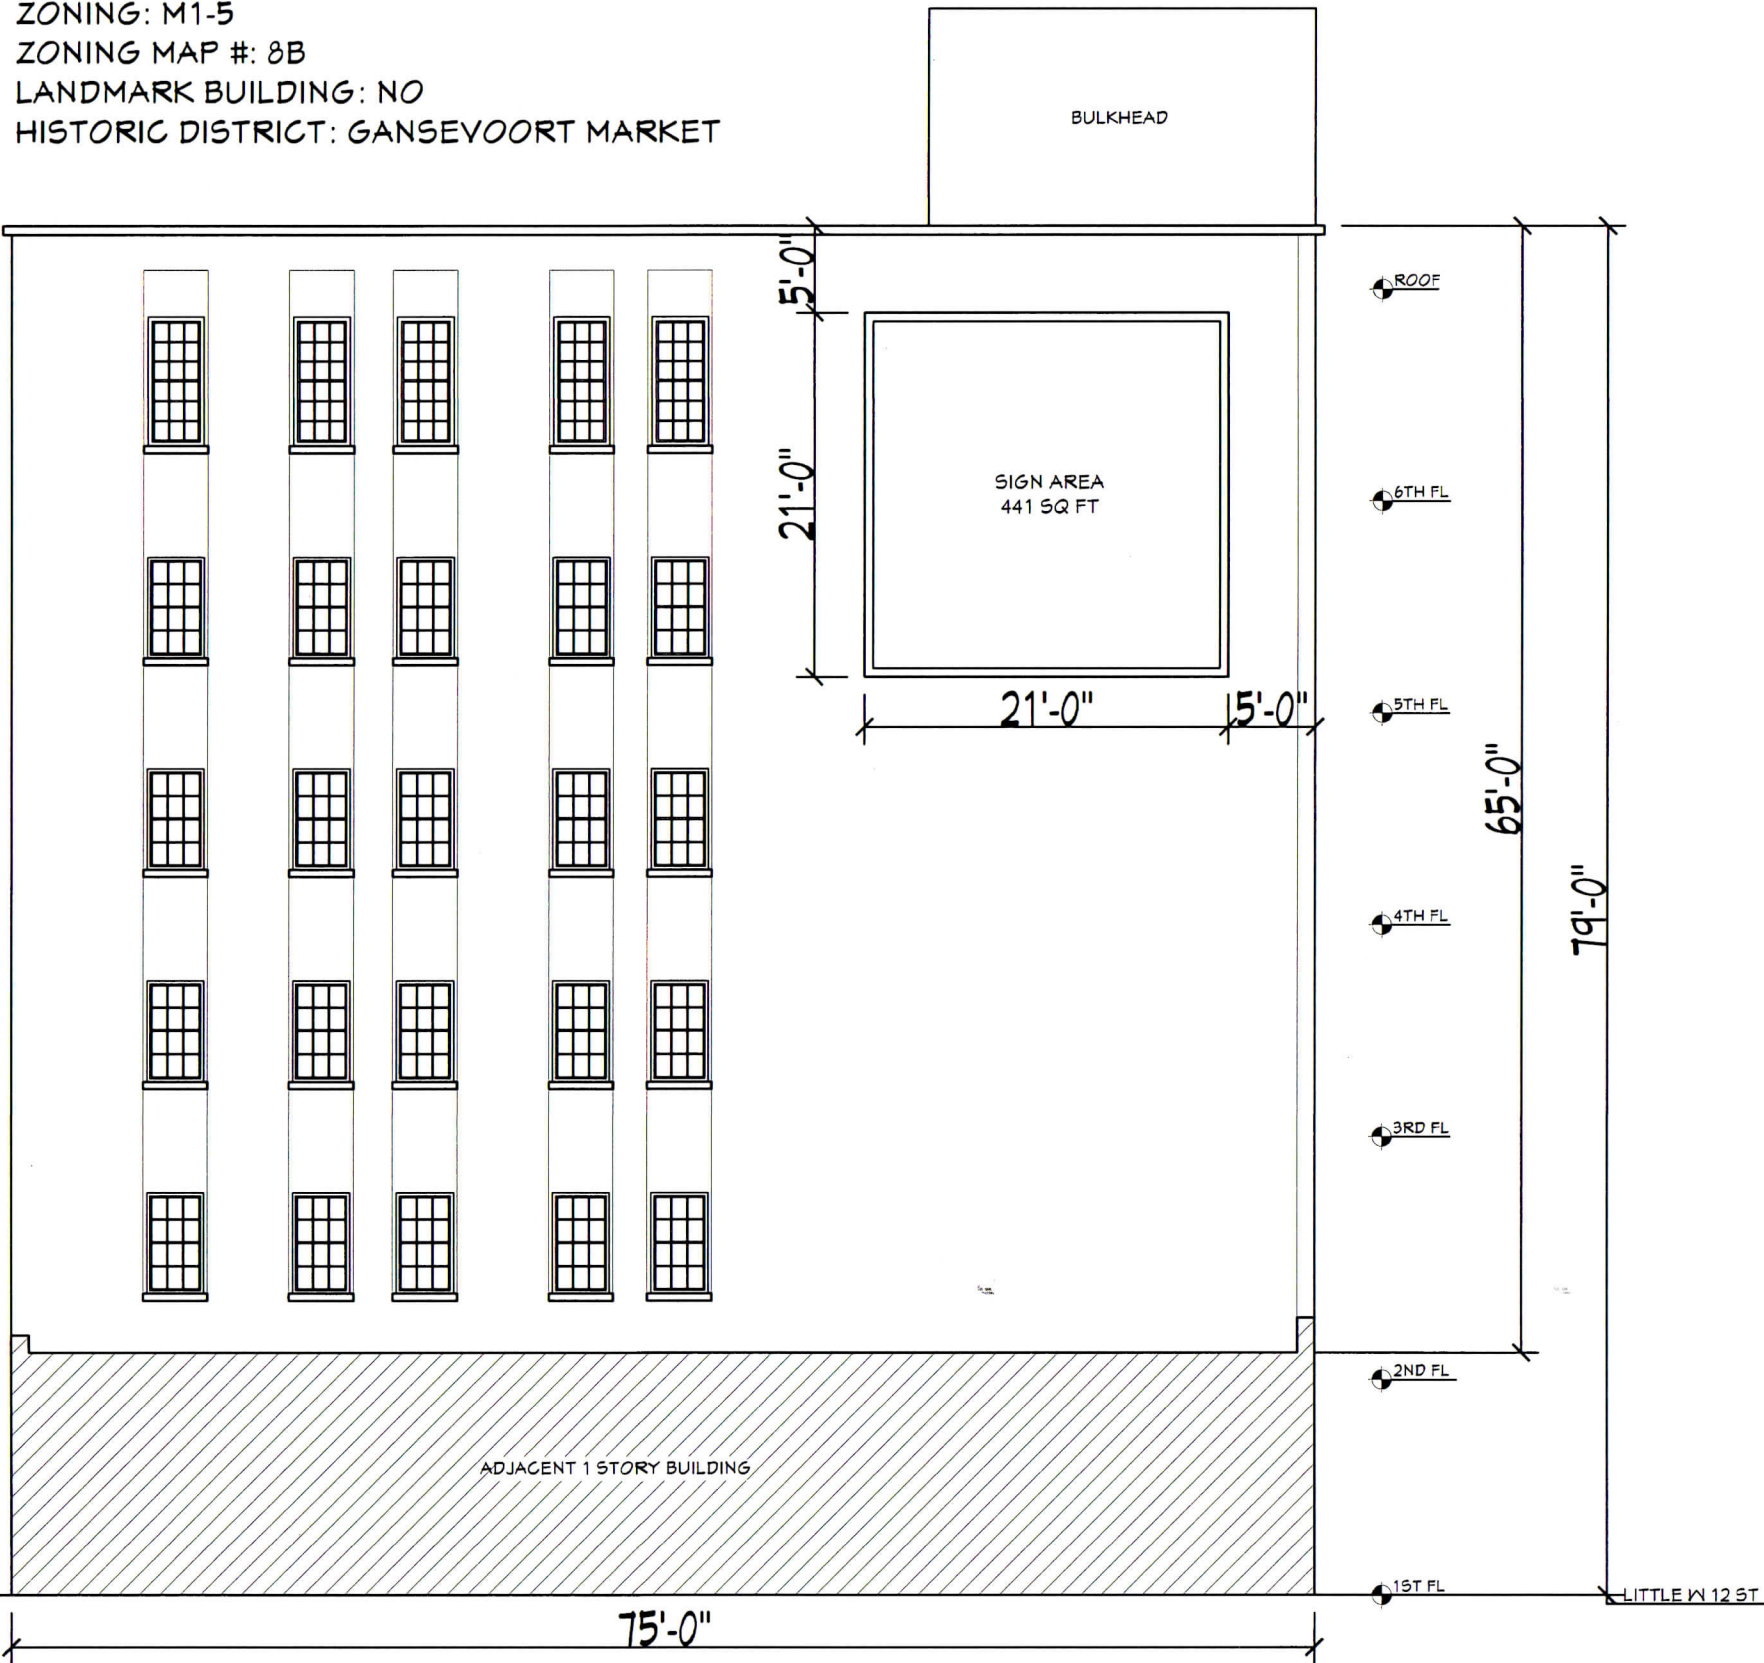 ZONING: M1-5
ZONING MAP #: 8B
LANDMARK BUILDING: NO
HISTORIC DISTRICT: GANSEVOORT MARKET
BULKHEAD
5'-0"
ROOF
21'-0"
SIGN AREA
441 SQ FT
6TH FL
21'-0"
5'-0"
5TH FL
65'-0"
79'-0"
4TH FL
3RD FL
2ND FL
ADJACENT 1 STORY BUILDING
1ST FL
LITTLE W 12 ST
75'-0"